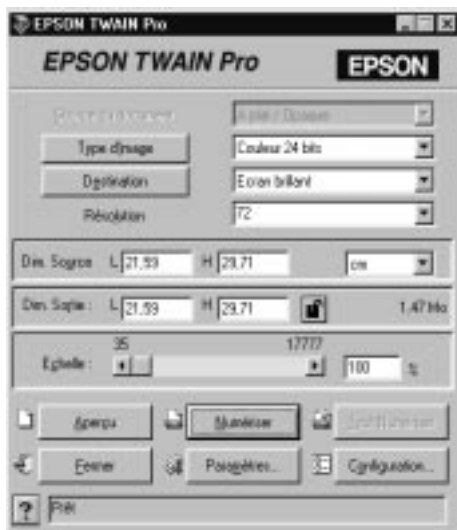 EPSON TWAIN Pro
EPSON TWAIN Pro EPSON
A plat / Opaque
Type d'image Couleur 24 bits
Destination Ecran brillant
Résolution 72
Dim. Source L 21,59 H 29,71 cm
Dim. Sortie : L 21,59 H 29,71 1,47 Mo
35 17777
Echelle : 100 %
Aperçu Numériser
Fermer Paramètres... Configuration...
? Prêt